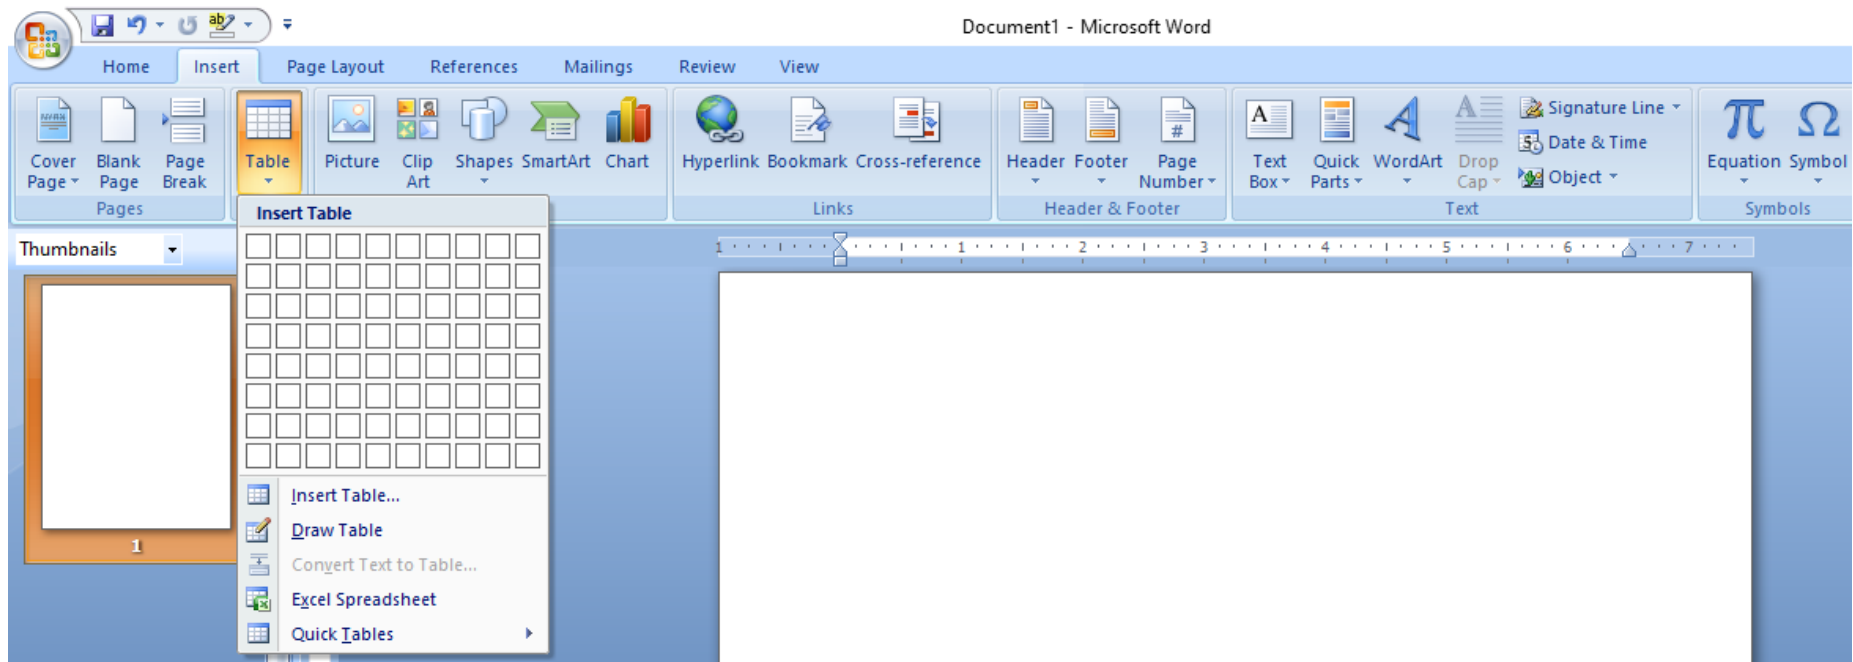 Document1 - Microsoft Word
Home Insert Page Layout References Mailings Review View
Cover Page
Blank Page
Page Break
Table
Picture
Clip Art
Shapes
SmartArt
Chart
Hyperlink
Bookmark
Cross-reference
Header
Footer
Page Number
Text Box
Quick Parts
WordArt
Drop Cap
Signature Line
Date & Time
Object
Equation
Symbol
Pages
Links
Header & Footer
Text
Symbols
Insert Table
Thumbnails
1 1 2 3 4 5 6 7
1
Insert Table...
Draw Table
Convert Text to Table...
Excel Spreadsheet
Quick Tables